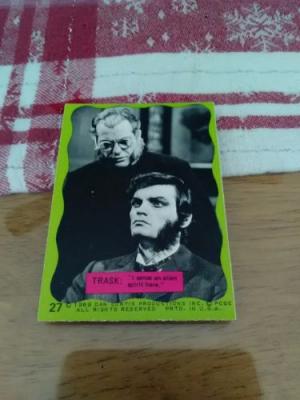 TRASK: "I sense an alien
spirit here."
27 © 1969 DAN CURTIS PRODUCTIONS INC. © PCGC
ALL RIGHTS RESERVED PRTD. IN U.S.A.